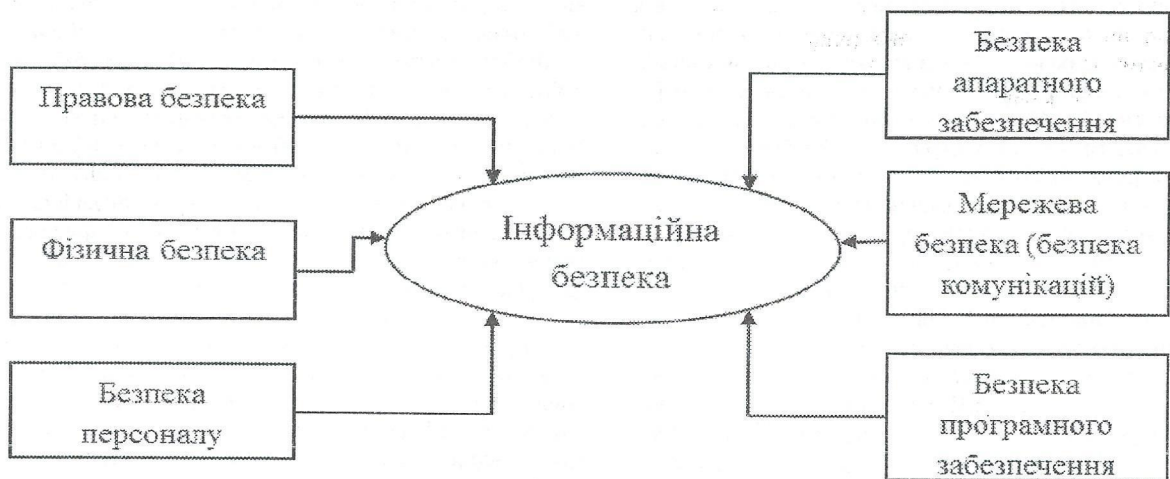 Правова безпека
Фізична безпека
Безпека
персоналу
Інформаційна
безпека
Безпека
апаратного
забезпечення
Мережева
безпека (безпека
комунікацій)
Безпека
програмного
забезпечення